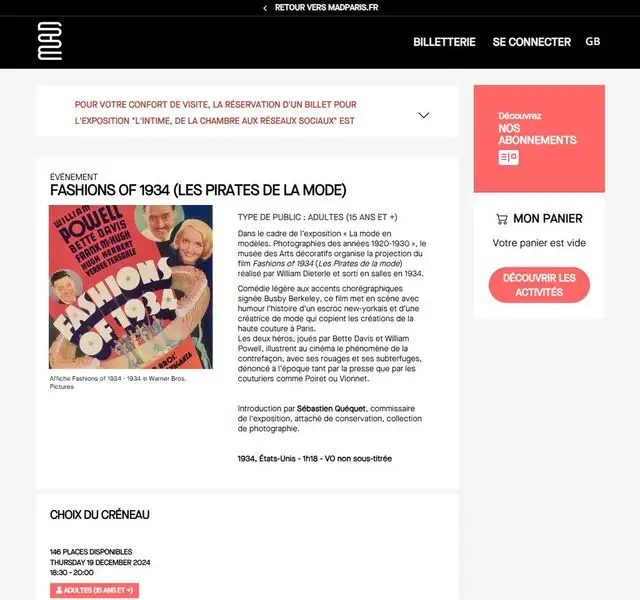 RETOUR VERS MADPARIS.FR
MAD
BILLETTERIE
SE CONNECTER
GB
POUR VOTRE CONFORT DE VISITE, LA RÉSERVATION D'UN BILLET POUR
L'EXPOSITION "L'INTIME, DE LA CHAMBRE AUX RÉSEAUX SOCIAUX" EST
Découvrez
NOS
ABONNEMENTS
MON PANIER
Votre panier est vide
DÉCOUVRIR LES
ACTIVITÉS
ÉVÉNEMENT
FASHIONS OF 1934 (LES PIRATES DE LA MODE)
WILLIAM
POWELL
BETTE DAVIS
FRANK McHUGH
HUGH HERBERT
VERREE TEASDALE
FASHIONS
OF 1934
Affiche Fashions of 1934 - 1934 © Warner Bros.
Pictures
TYPE DE PUBLIC : ADULTES (15 ANS ET +)
Dans le cadre de l'exposition « La mode en
modèles. Photographies des années 1920-1930 », le
musée des Arts décoratifs organise la projection du
film Fashions of 1934 (Les Pirates de la mode)
réalisé par William Dieterle et sorti en salles en 1934.
Comédie légère aux accents chorégraphiques
signée Busby Berkeley, ce film met en scène avec
humour l'histoire d'un escroc new-yorkais et d'une
créatrice de mode qui copient les créations de la
haute couture à Paris.
Les deux héros, joués par Bette Davis et William
Powell, illustrent au cinéma le phénomène de la
contrefaçon, avec ses rouages et ses subterfuges,
dénoncé à l'époque tant par la presse que par les
couturiers comme Poiret ou Vionnet.
Introduction par Sébastien Quéquet, commissaire
de l'exposition, attaché de conservation, collection
de photographie.
1934, États-Unis - 1h18 - VO non sous-titrée
CHOIX DU CRÉNEAU
146 PLACES DISPONIBLES
THURSDAY 19 DECEMBER 2024
18:30 - 20:00
ADULTES (15 ANS ET +)